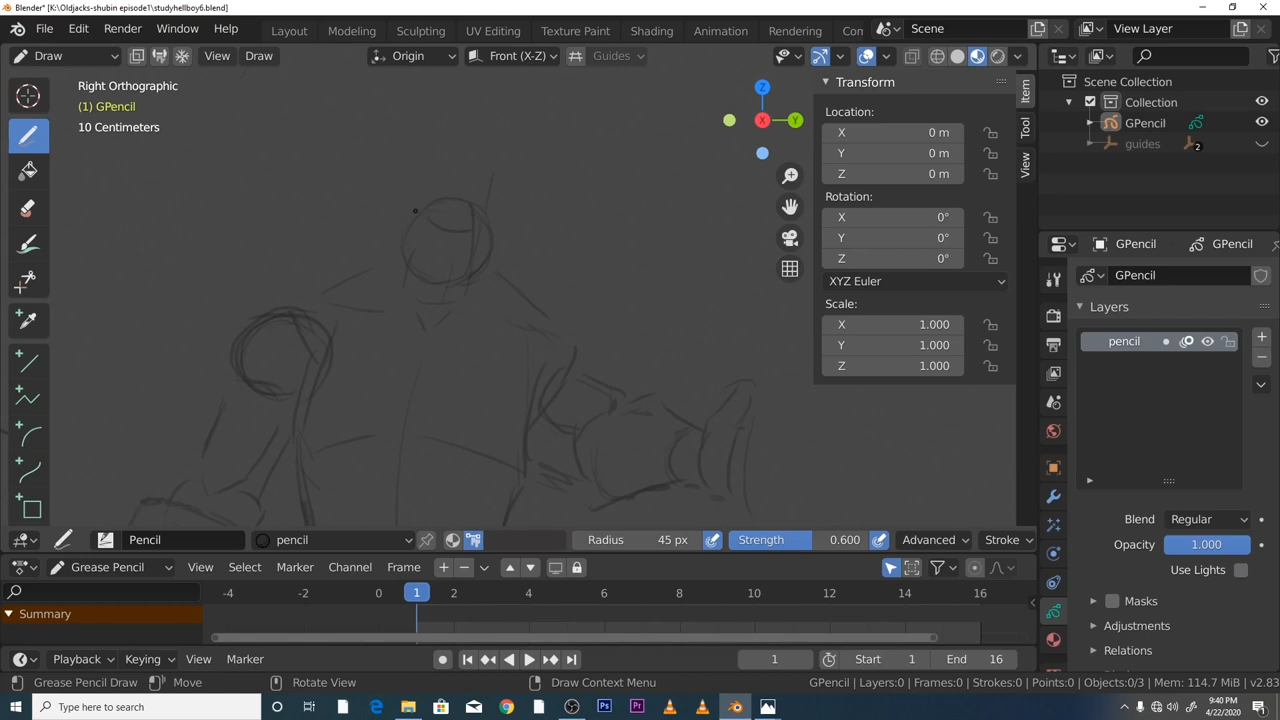 Blender* [K:\Oldjacks-shubin episode1\studyhellboy6.blend]
File Edit Render Window Help Layout Modeling Sculpting UV Editing Texture Paint Shading Animation Rendering Con Scene View Layer
Draw View Draw Origin Front (X-Z) Guides
Right Orthographic
(1) GPencil
10 Centimeters
Z
X
Y
Transform
Location:
X 0 m
Y 0 m
Z 0 m
Rotation:
X 0°
Y 0°
Z 0°
XYZ Euler
Scale:
X 1.000
Y 1.000
Z 1.000
Item
Tool
View
Scene Collection
Collection
GPencil
guides 2
GPencil GPencil
GPencil
Layers
pencil
Blend Regular
Opacity 1.000
Use Lights
Masks
Adjustments
Relations
Pencil pencil Radius 45 px Strength 0.600 Advanced Stroke
Grease Pencil View Select Marker Channel Frame
-4 -2 0 1 2 4 6 8 10 12 14 16
Summary
Playback Keying View Marker 1 Start 1 End 16
Grease Pencil Draw Move Rotate View Draw Context Menu GPencil | Layers:0 | Frames:0 | Strokes:0 | Points:0 | Objects:0/3 | Mem: 114.7 MiB | v2.83
Type here to search Ps Pr 9:40 PM
4/22/2020